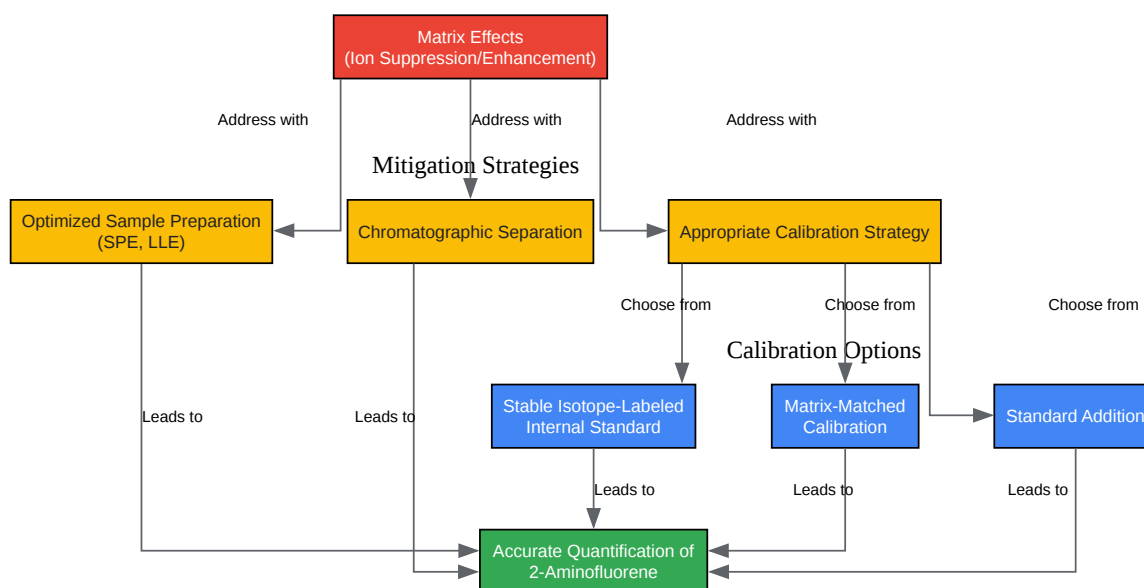 Matrix Effects
(Ion Suppression/Enhancement)
Address with
Address with
Address with
Mitigation Strategies
Optimized Sample Preparation
(SPE, LLE)
Chromatographic Separation
Appropriate Calibration Strategy
Choose from
Choose from
Choose from
Calibration Options
Stable Isotope-Labeled
Internal Standard
Matrix-Matched
Calibration
Standard Addition
Leads to
Leads to
Leads to
Leads to
Leads to
Accurate Quantification of
2-Aminofluorene